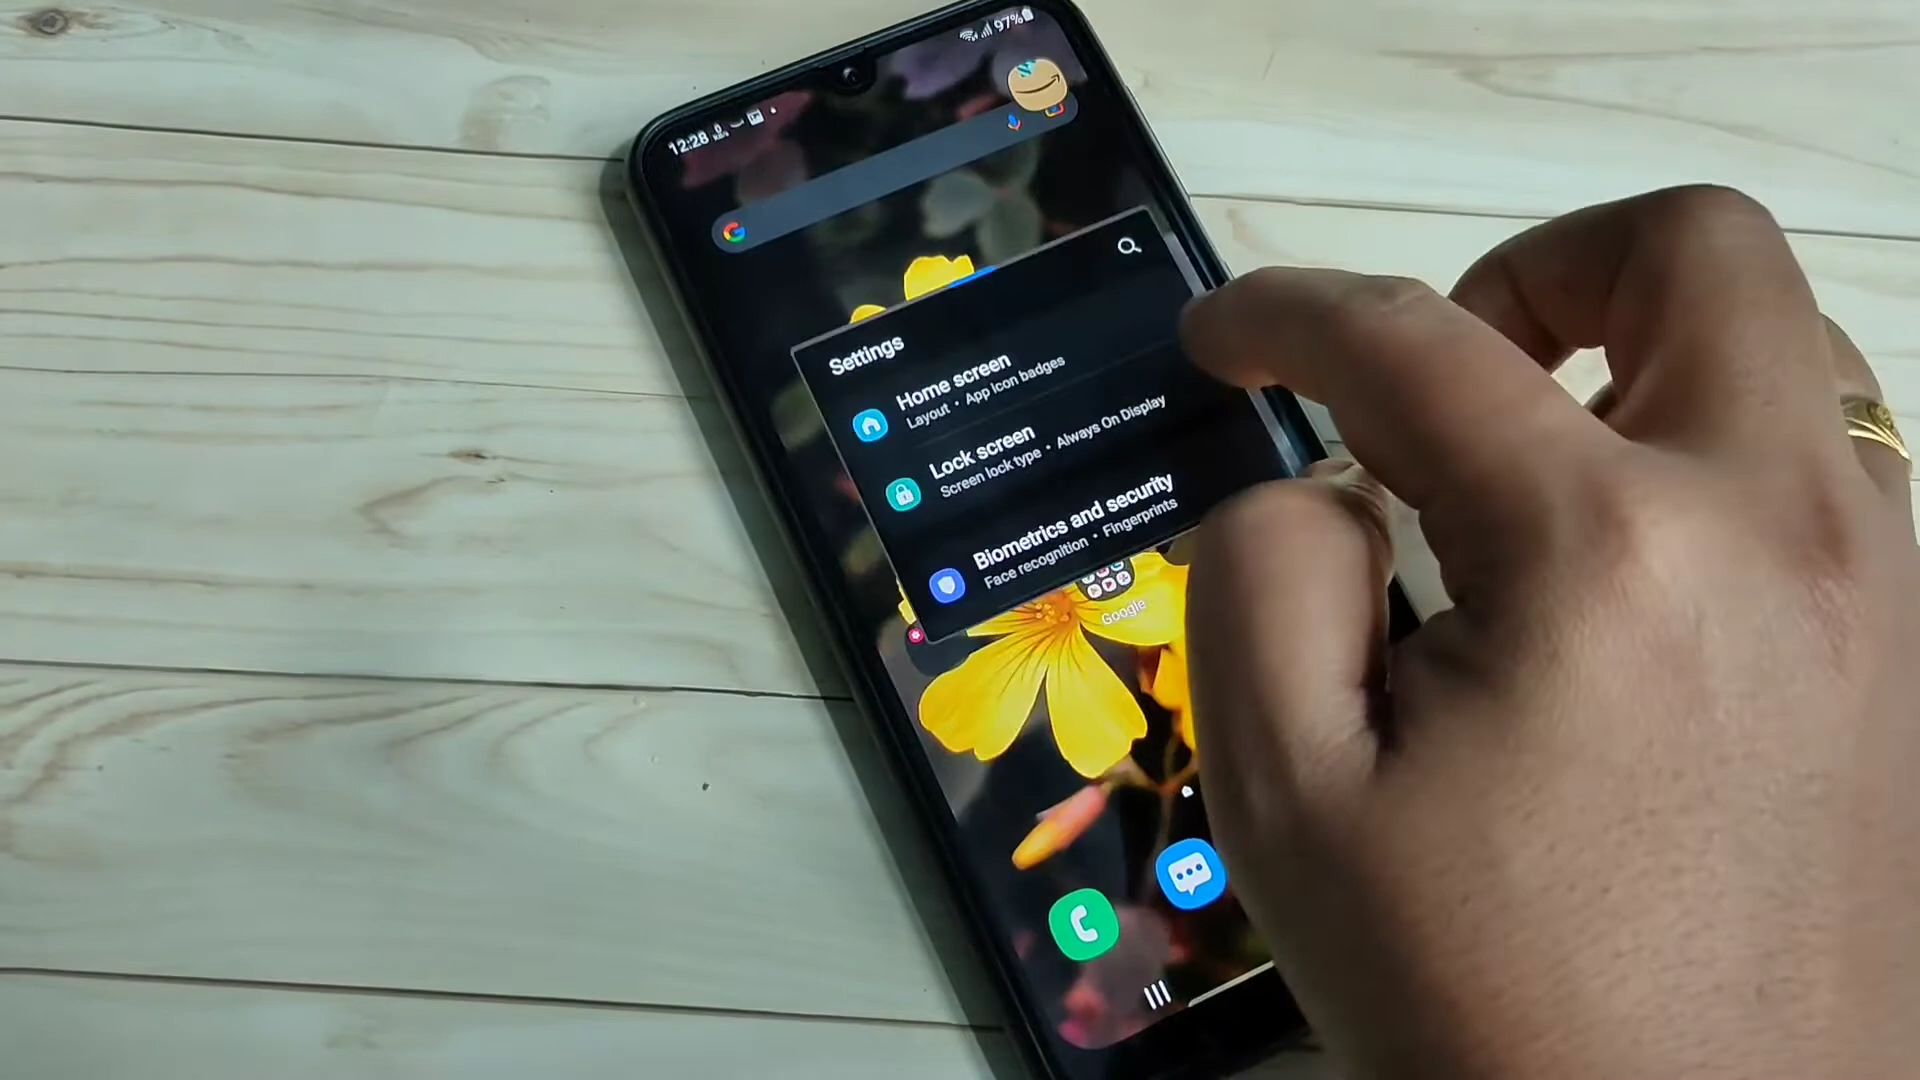 97%
12:28
Settings
Home screen
Layout • App icon badges
Lock screen
Screen lock type • Always On Display
Biometrics and security
Face recognition • Fingerprints
Google